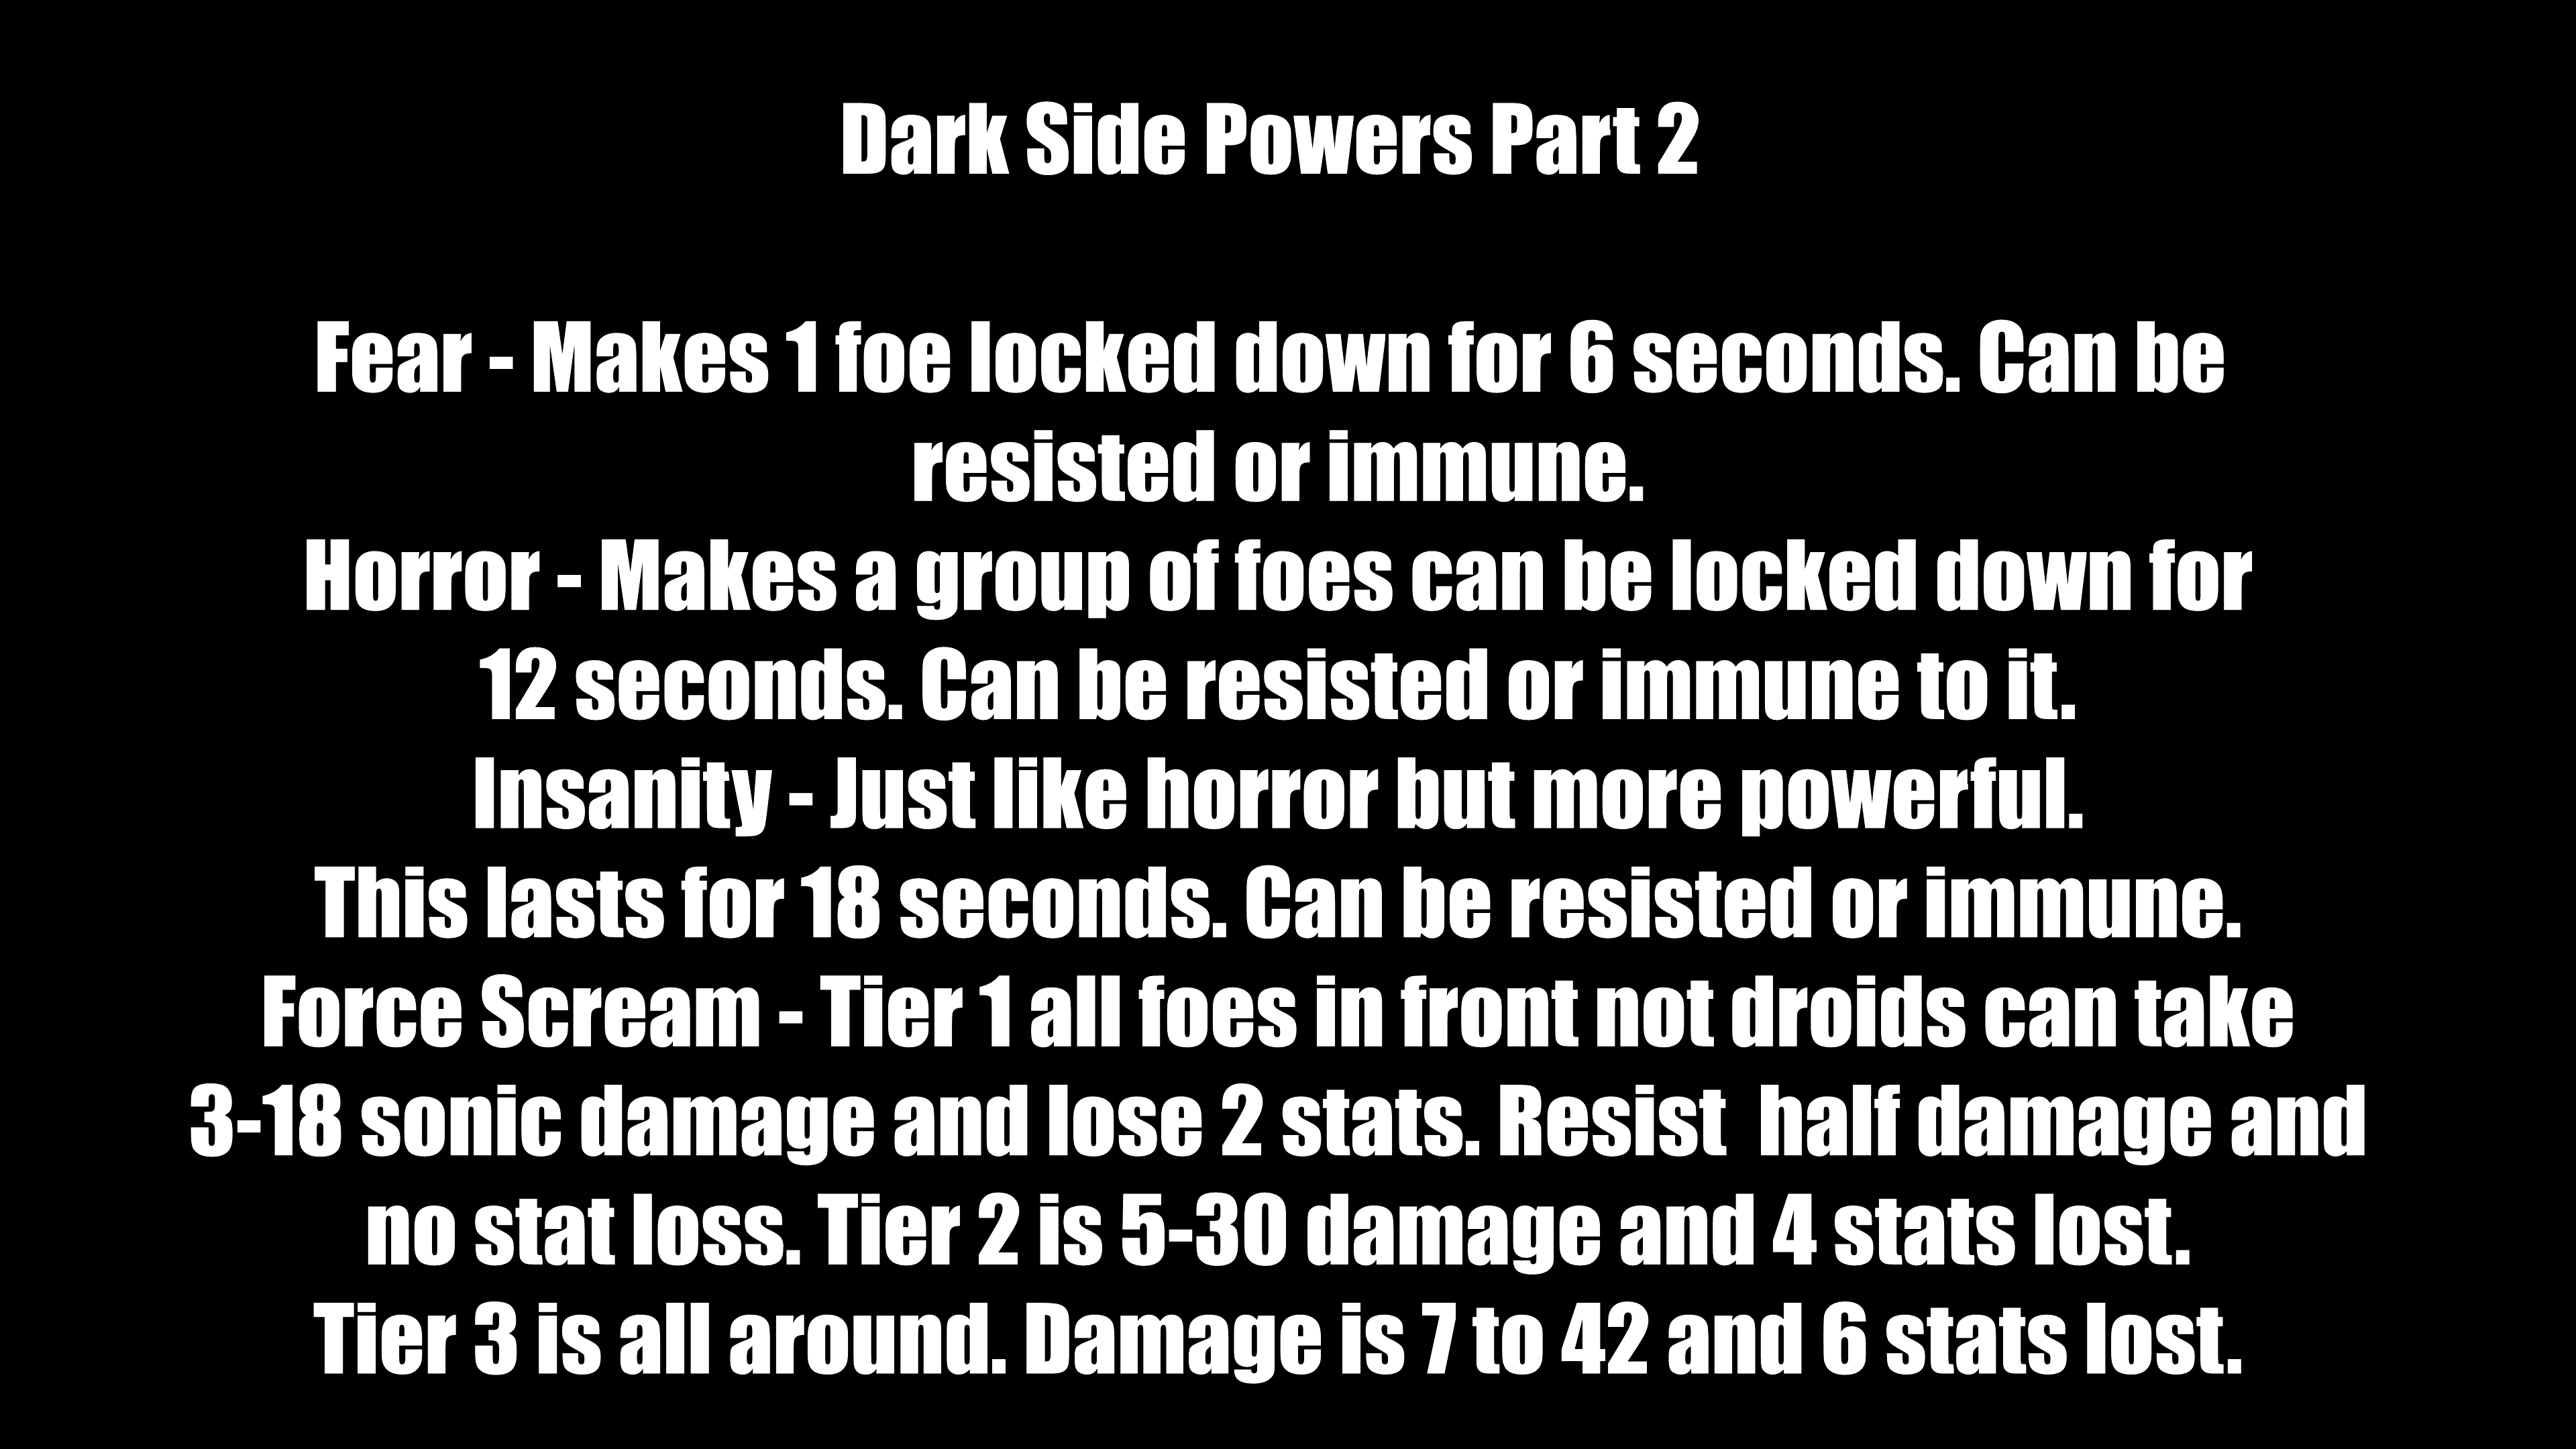 Dark Side Powers Part 2
Fear - Makes 1 foe locked down for 6 seconds. Can be
resisted or immune.
Horror - Makes a group of foes can be locked down for
12 seconds. Can be resisted or immune to it.
Insanity - Just like horror but more powerful.
This lasts for 18 seconds. Can be resisted or immune.
Force Scream - Tier 1 all foes in front not droids can take
3-18 sonic damage and lose 2 stats. Resist  half damage and
no stat loss. Tier 2 is 5-30 damage and 4 stats lost.
Tier 3 is all around. Damage is 7 to 42 and 6 stats lost.